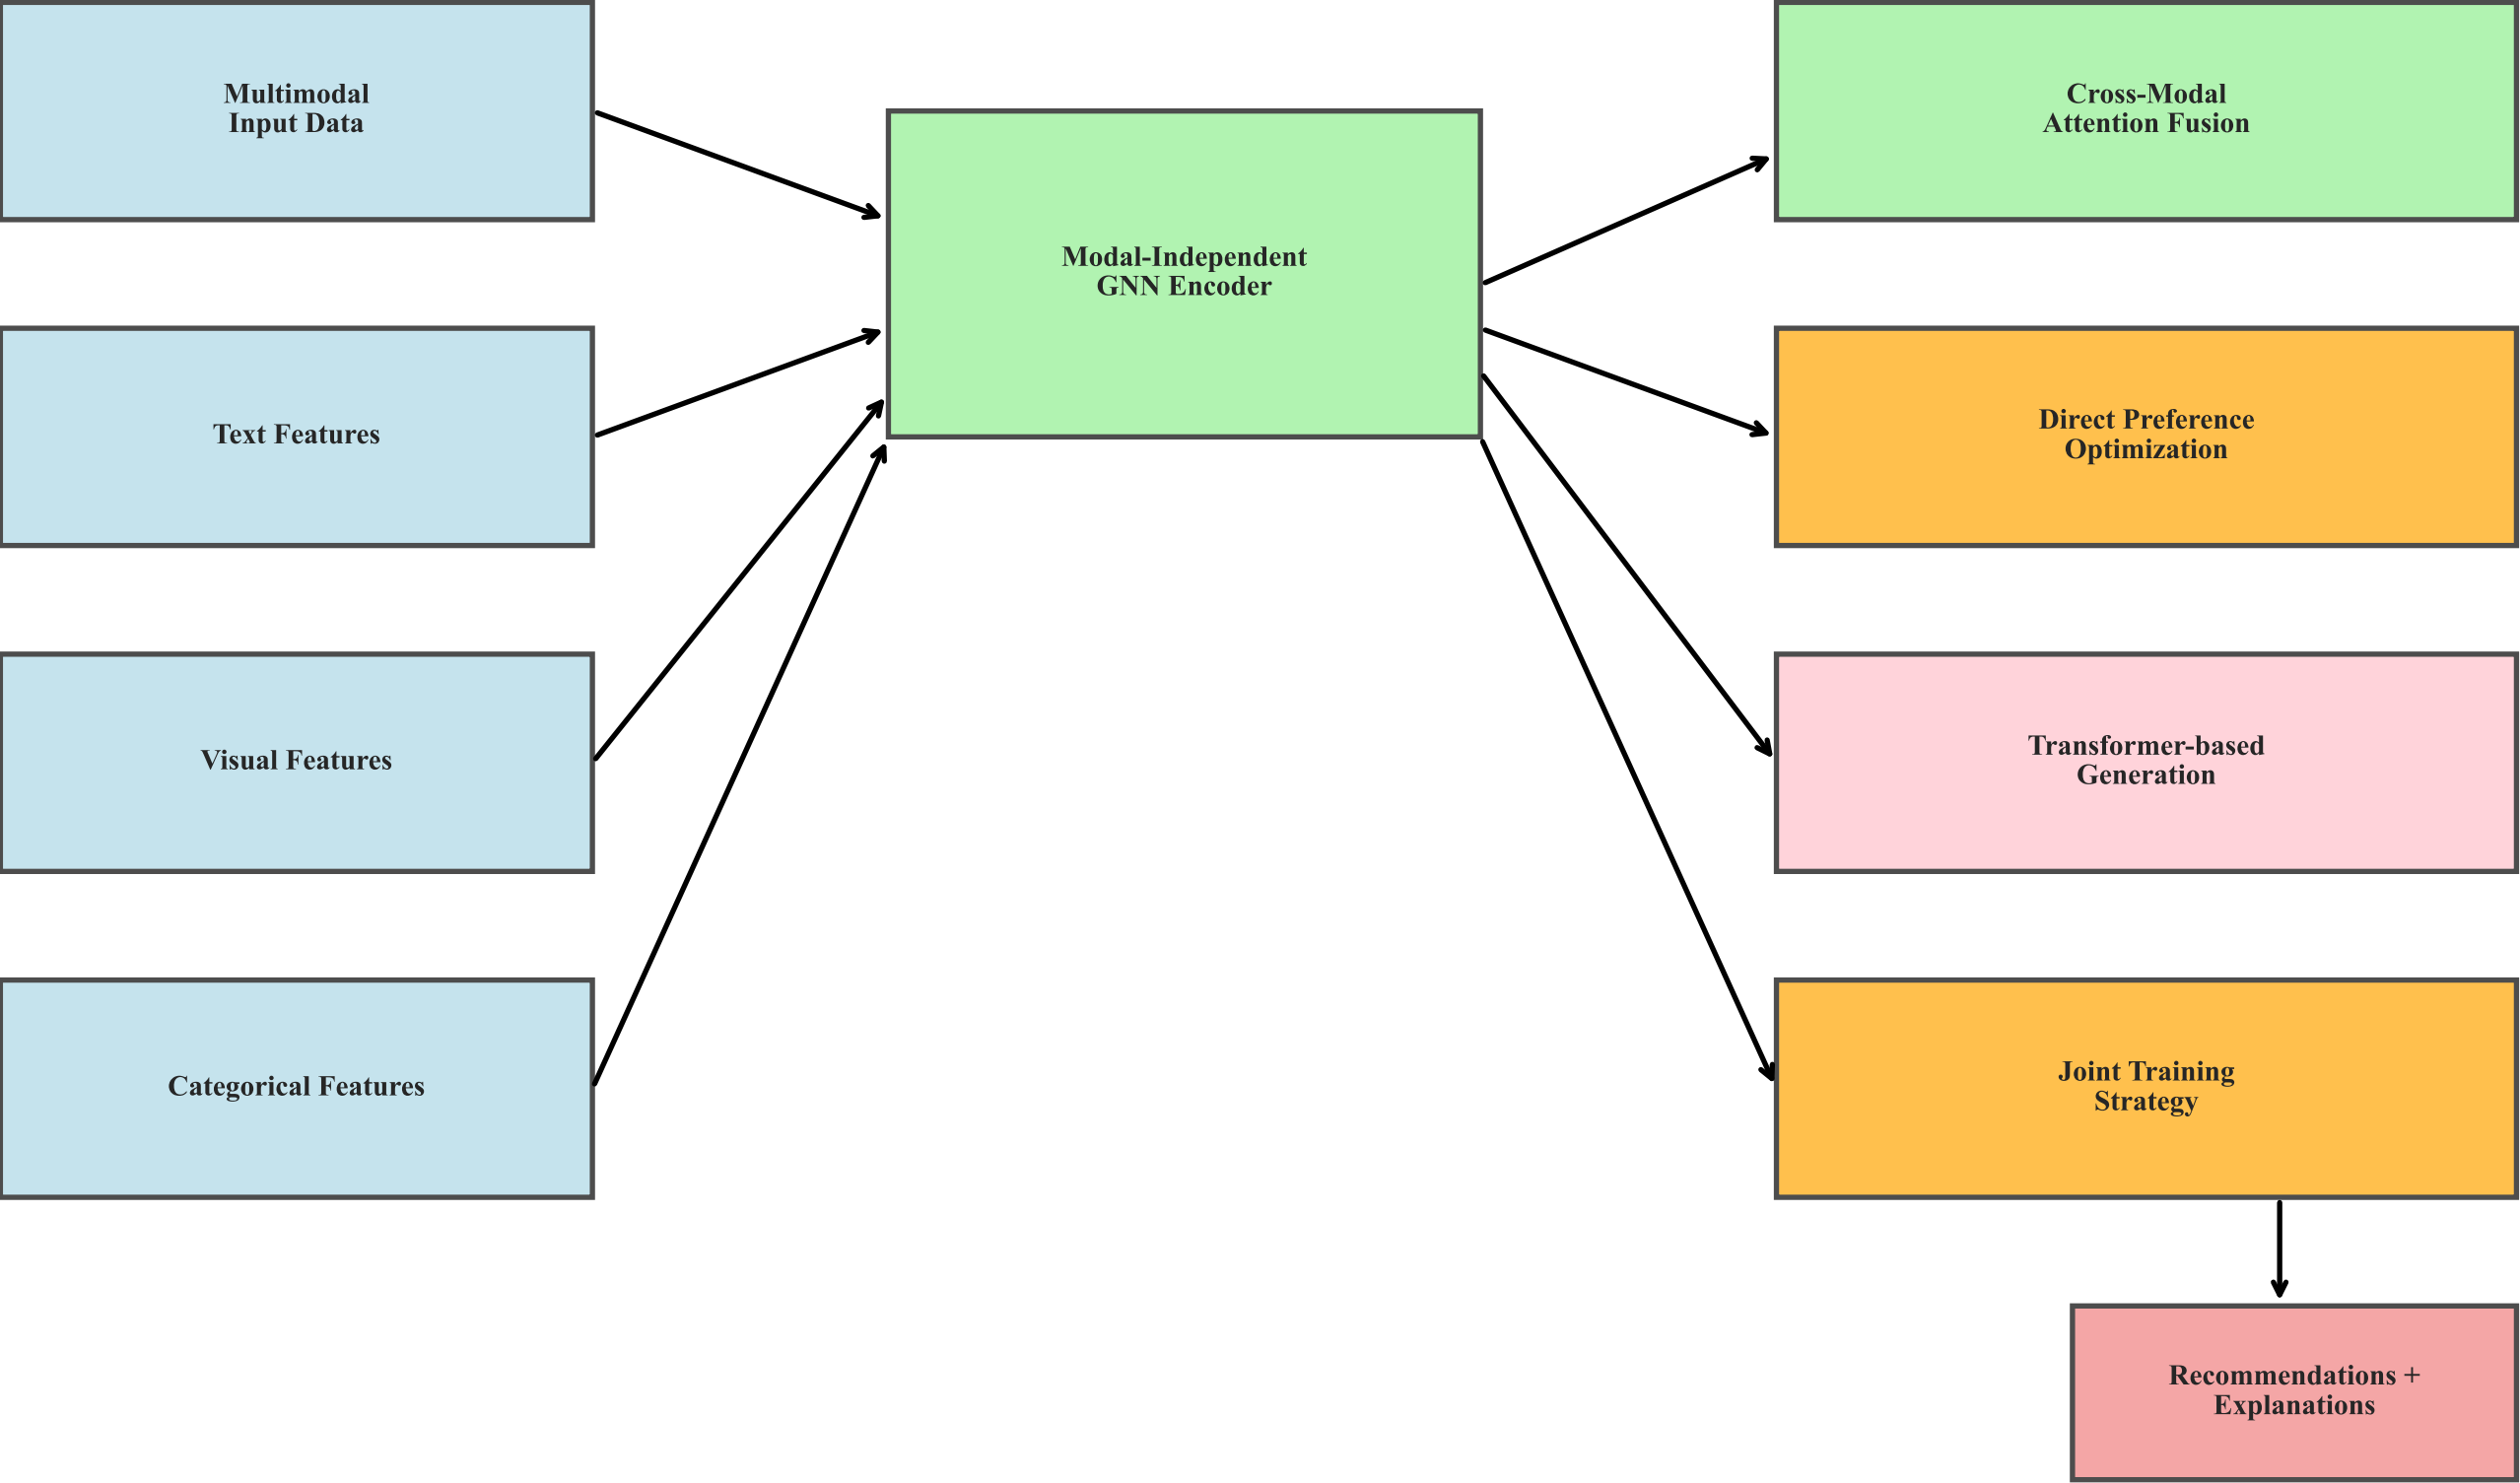 Multimodal
Input Data
Text Features
Visual Features
Categorical Features
Modal-Independent
GNN Encoder
Cross-Modal
Attention Fusion
Direct Preference
Optimization
Transformer-based
Generation
Joint Training
Strategy
Recommendations +
Explanations